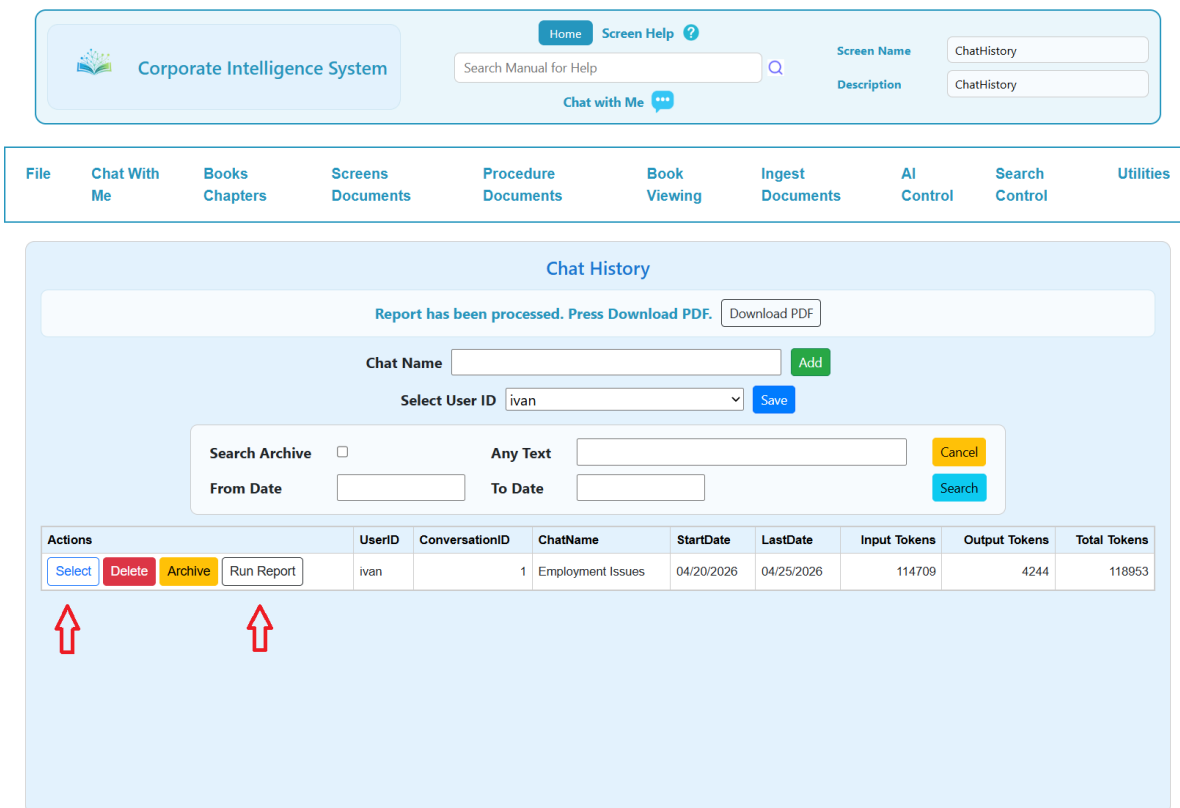 Home Screen Help ?
Corporate Intelligence System
Search Manual for Help
Chat with Me
Screen Name ChatHistory
Description ChatHistory
File
Chat With
Me
Books
Chapters
Screens
Documents
Procedure
Documents
Book
Viewing
Ingest
Documents
AI
Control
Search
Control
Utilities
Chat History
Report has been processed. Press Download PDF. Download PDF
Chat Name Add
Select User ID ivan Save
Search Archive Any Text Cancel
From Date To Date Search
Actions UserID ConversationID ChatName StartDate LastDate Input Tokens Output Tokens Total Tokens
Select Delete Archive Run Report ivan 1 Employment Issues 04/20/2026 04/25/2026 114709 4244 118953